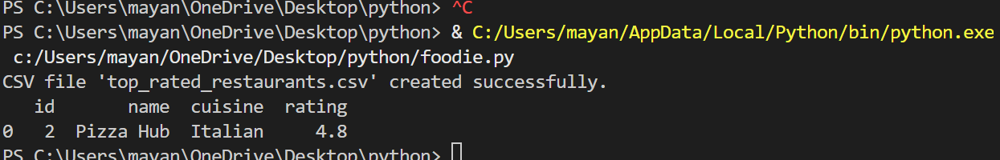 PS C:\Users\mayan\OneDrive\Desktop\python> ^C
PS C:\Users\mayan\OneDrive\Desktop\python> & C:/Users/mayan/AppData/Local/Python/bin/python.exe
 c:/Users/mayan/OneDrive/Desktop/python/foodie.py
CSV file 'top_rated_restaurants.csv' created successfully.
   id       name  cuisine  rating
0   2  Pizza Hub  Italian     4.8
PS C:\Users\mayan\OneDrive\Desktop\python>